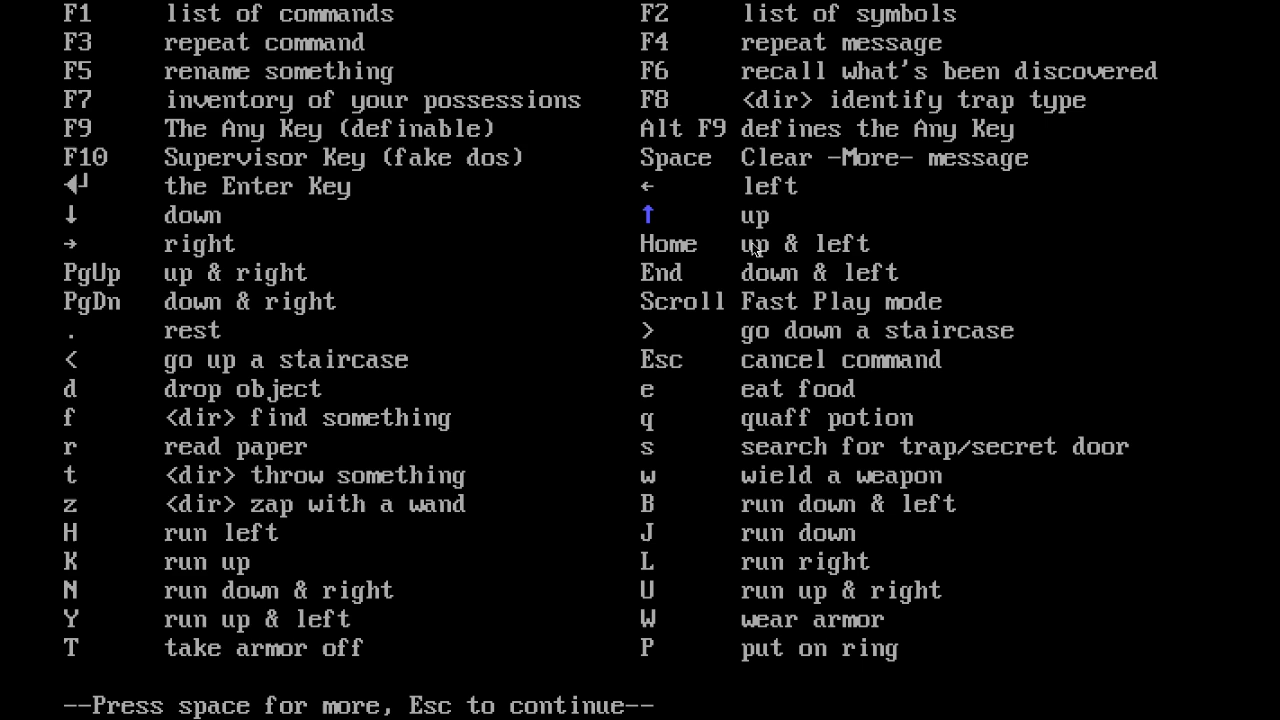 F1 list of commands F2 list of symbols
F3 repeat command F4 repeat message
F5 rename something F6 recall what's been discovered
F7 inventory of your possessions F8 <dir> identify trap type
F9 The Any Key (definable) Alt F9 defines the Any Key
F10 Supervisor Key (fake dos) Space Clear -More- message
◄┘ the Enter Key ← left
↓ down ↑ up
→ right Home up & left
PgUp up & right End down & left
PgDn down & right Scroll Fast Play mode
. rest > go down a staircase
< go up a staircase Esc cancel command
d drop object e eat food
f <dir> find something q quaff potion
r read paper s search for trap/secret door
t <dir> throw something w wield a weapon
z <dir> zap with a wand B run down & left
H run left J run down
K run up L run right
N run down & right U run up & right
Y run up & left W wear armor
T take armor off P put on ring
--Press space for more, Esc to continue--